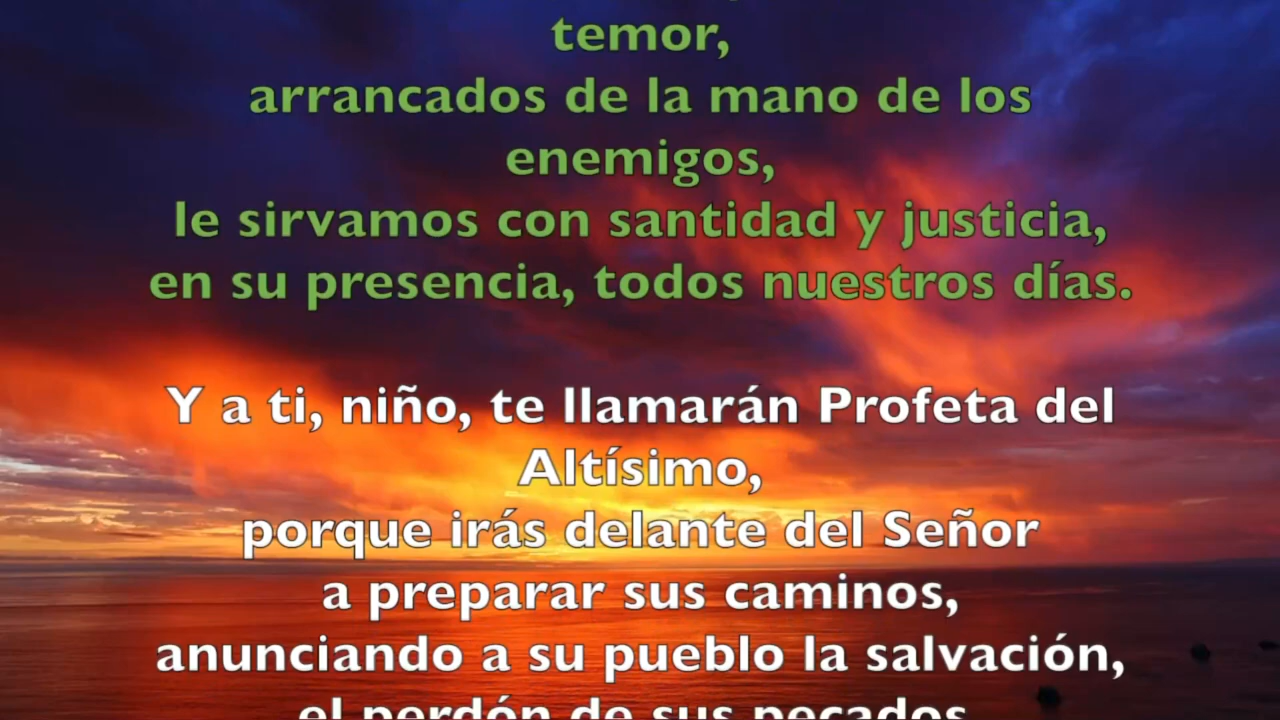 temor,
arrancados de la mano de los
enemigos,
le sirvamos con santidad y justicia,
en su presencia, todos nuestros días.
Y a ti, niño, te llamarán Profeta del
Altísimo,
porque irás delante del Señor
a preparar sus caminos,
anunciando a su pueblo la salvación,
el perdón de sus pecados